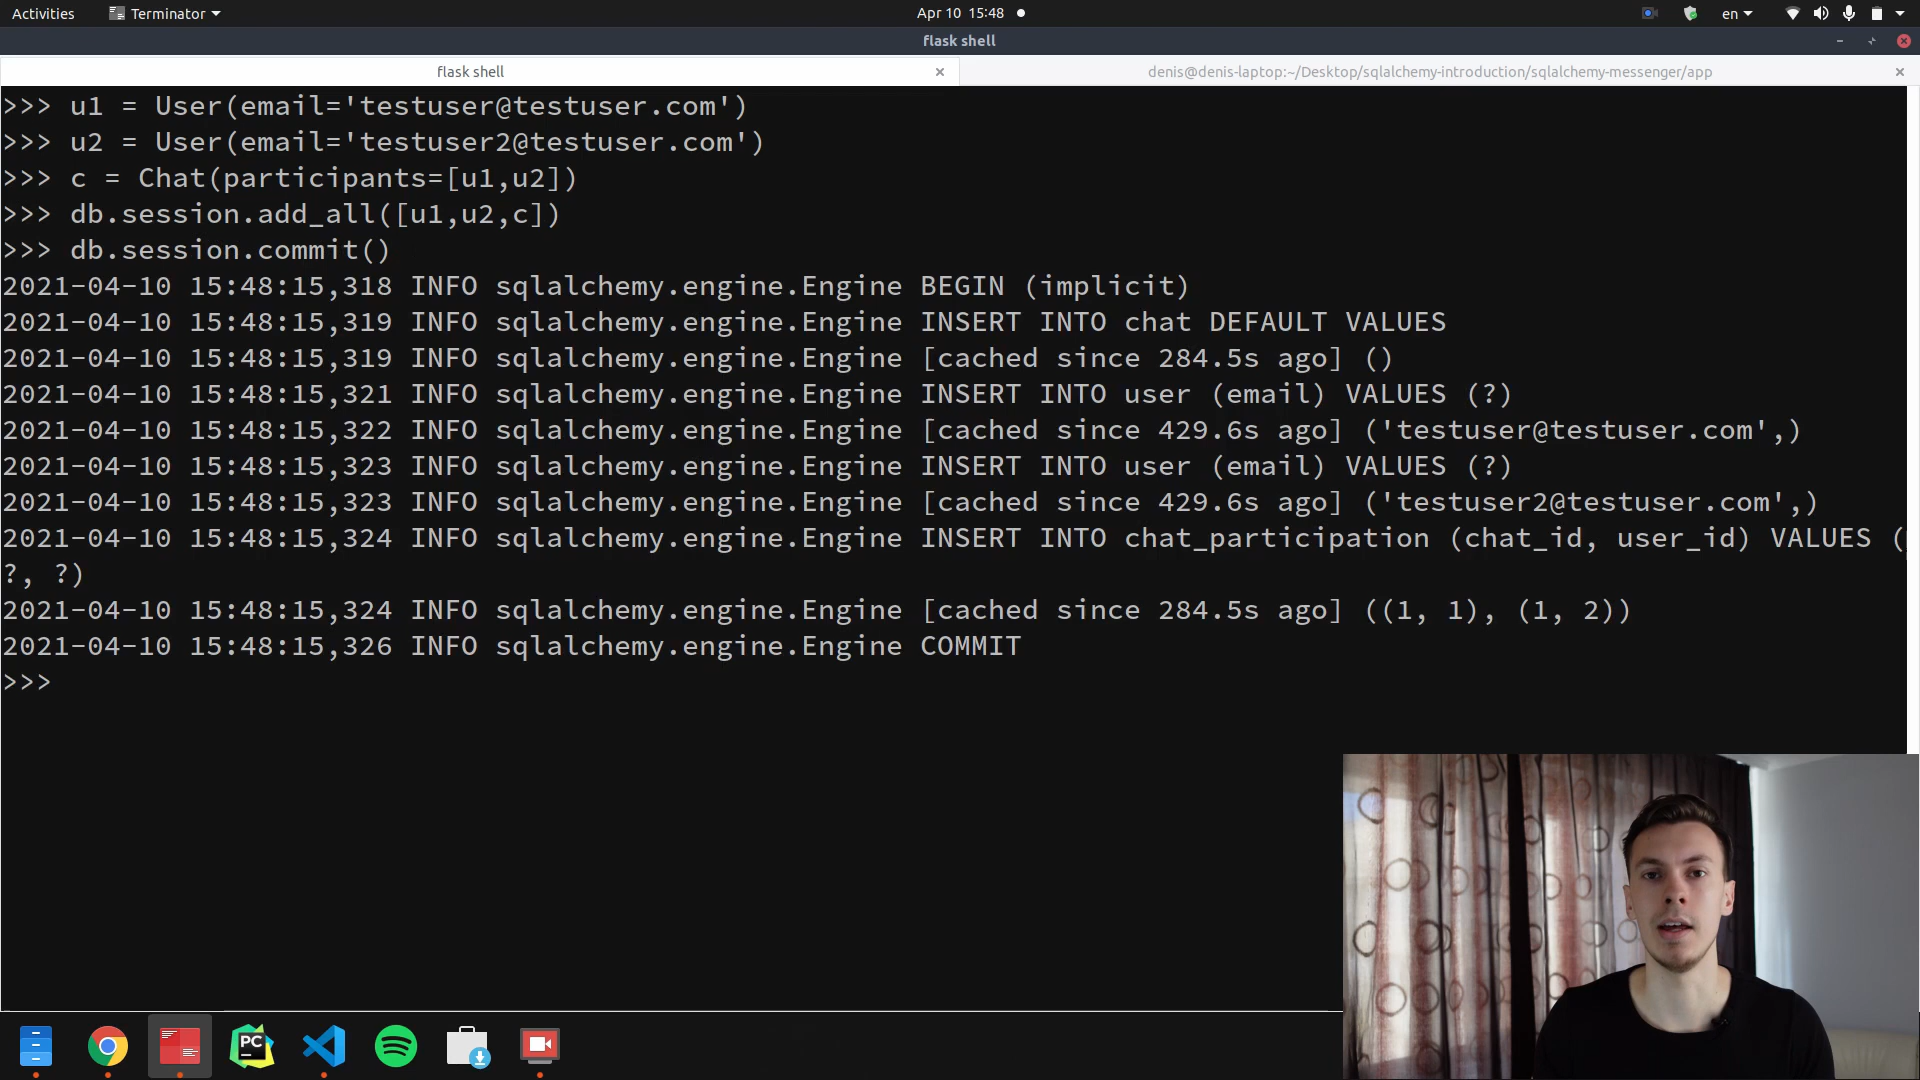 Activities
Terminator
Apr 10 15:48
en
flask shell
flask shell
denis@denis-laptop:~/Desktop/sqlalchemy-introduction/sqlalchemy-messenger/app
>>> u1 = User(email='testuser@testuser.com')
>>> u2 = User(email='testuser2@testuser.com')
>>> c = Chat(participants=[u1,u2])
>>> db.session.add_all([u1,u2,c])
>>> db.session.commit()
2021-04-10 15:48:15,318 INFO sqlalchemy.engine.Engine BEGIN (implicit)
2021-04-10 15:48:15,319 INFO sqlalchemy.engine.Engine INSERT INTO chat DEFAULT VALUES
2021-04-10 15:48:15,319 INFO sqlalchemy.engine.Engine [cached since 284.5s ago] ()
2021-04-10 15:48:15,321 INFO sqlalchemy.engine.Engine INSERT INTO user (email) VALUES (?)
2021-04-10 15:48:15,322 INFO sqlalchemy.engine.Engine [cached since 429.6s ago] ('testuser@testuser.com',)
2021-04-10 15:48:15,323 INFO sqlalchemy.engine.Engine INSERT INTO user (email) VALUES (?)
2021-04-10 15:48:15,323 INFO sqlalchemy.engine.Engine [cached since 429.6s ago] ('testuser2@testuser.com',)
2021-04-10 15:48:15,324 INFO sqlalchemy.engine.Engine INSERT INTO chat_participation (chat_id, user_id) VALUES (
?, ?)
2021-04-10 15:48:15,324 INFO sqlalchemy.engine.Engine [cached since 284.5s ago] ((1, 1), (1, 2))
2021-04-10 15:48:15,326 INFO sqlalchemy.engine.Engine COMMIT
>>>
PC